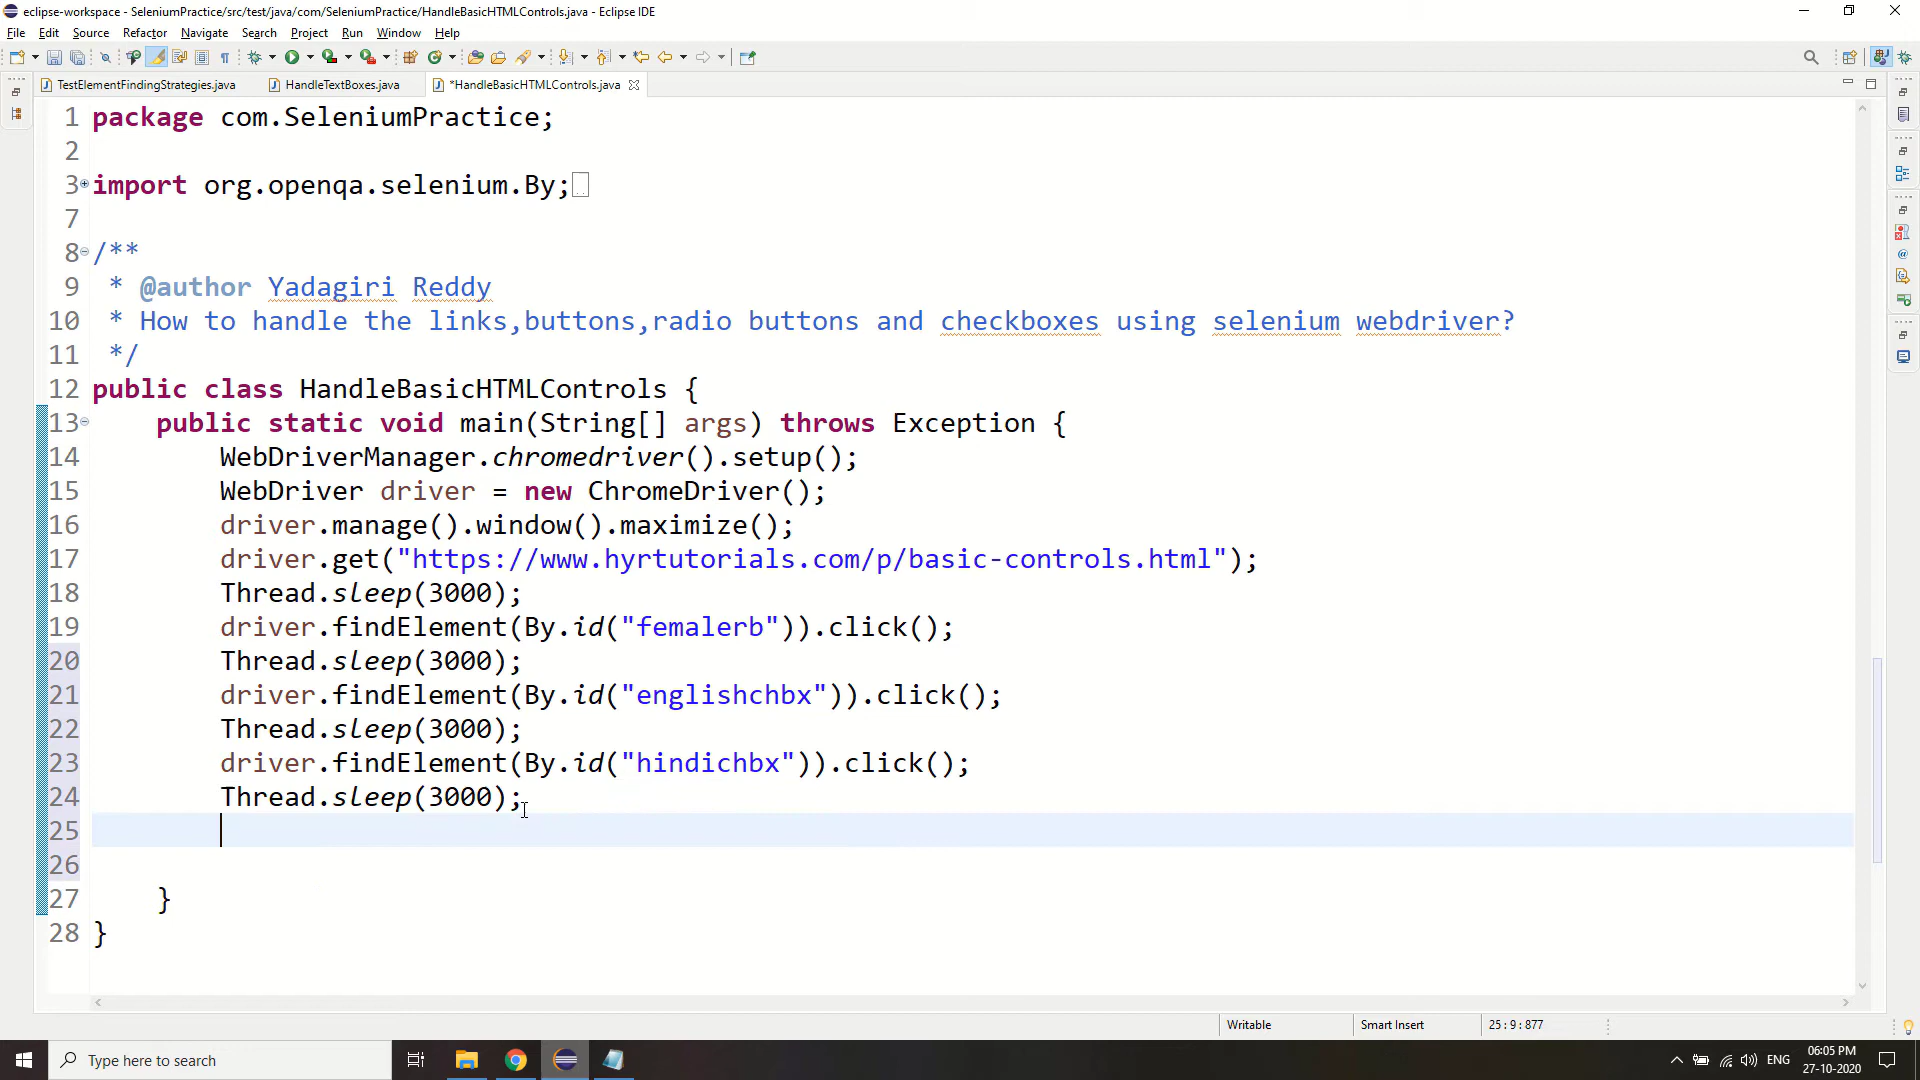 eclipse-workspace - SeleniumPractice/src/test/java/com/SeleniumPractice/HandleBasicHTMLControls.java - Eclipse IDE
File Edit Source Refactor Navigate Search Project Run Window Help
TestElementFindingStrategies.java HandleTextBoxes.java *HandleBasicHTMLControls.java
1 package com.SeleniumPractice;
2
3 import org.openqa.selenium.By;
7
8 /**
9 * @author Yadagiri Reddy
10 * How to handle the links,buttons,radio buttons and checkboxes using selenium webdriver?
11 */
12 public class HandleBasicHTMLControls {
13 public static void main(String[] args) throws Exception {
14 WebDriverManager.chromedriver().setup();
15 WebDriver driver = new ChromeDriver();
16 driver.manage().window().maximize();
17 driver.get("https://www.hyrtutorials.com/p/basic-controls.html");
18 Thread.sleep(3000);
19 driver.findElement(By.id("femalerb")).click();
20 Thread.sleep(3000);
21 driver.findElement(By.id("englishchbx")).click();
22 Thread.sleep(3000);
23 driver.findElement(By.id("hindichbx")).click();
24 Thread.sleep(3000);
25
26
27 }
28 }
Writable Smart Insert 25 : 9 : 877
Type here to search
ENG
06:05 PM
27-10-2020